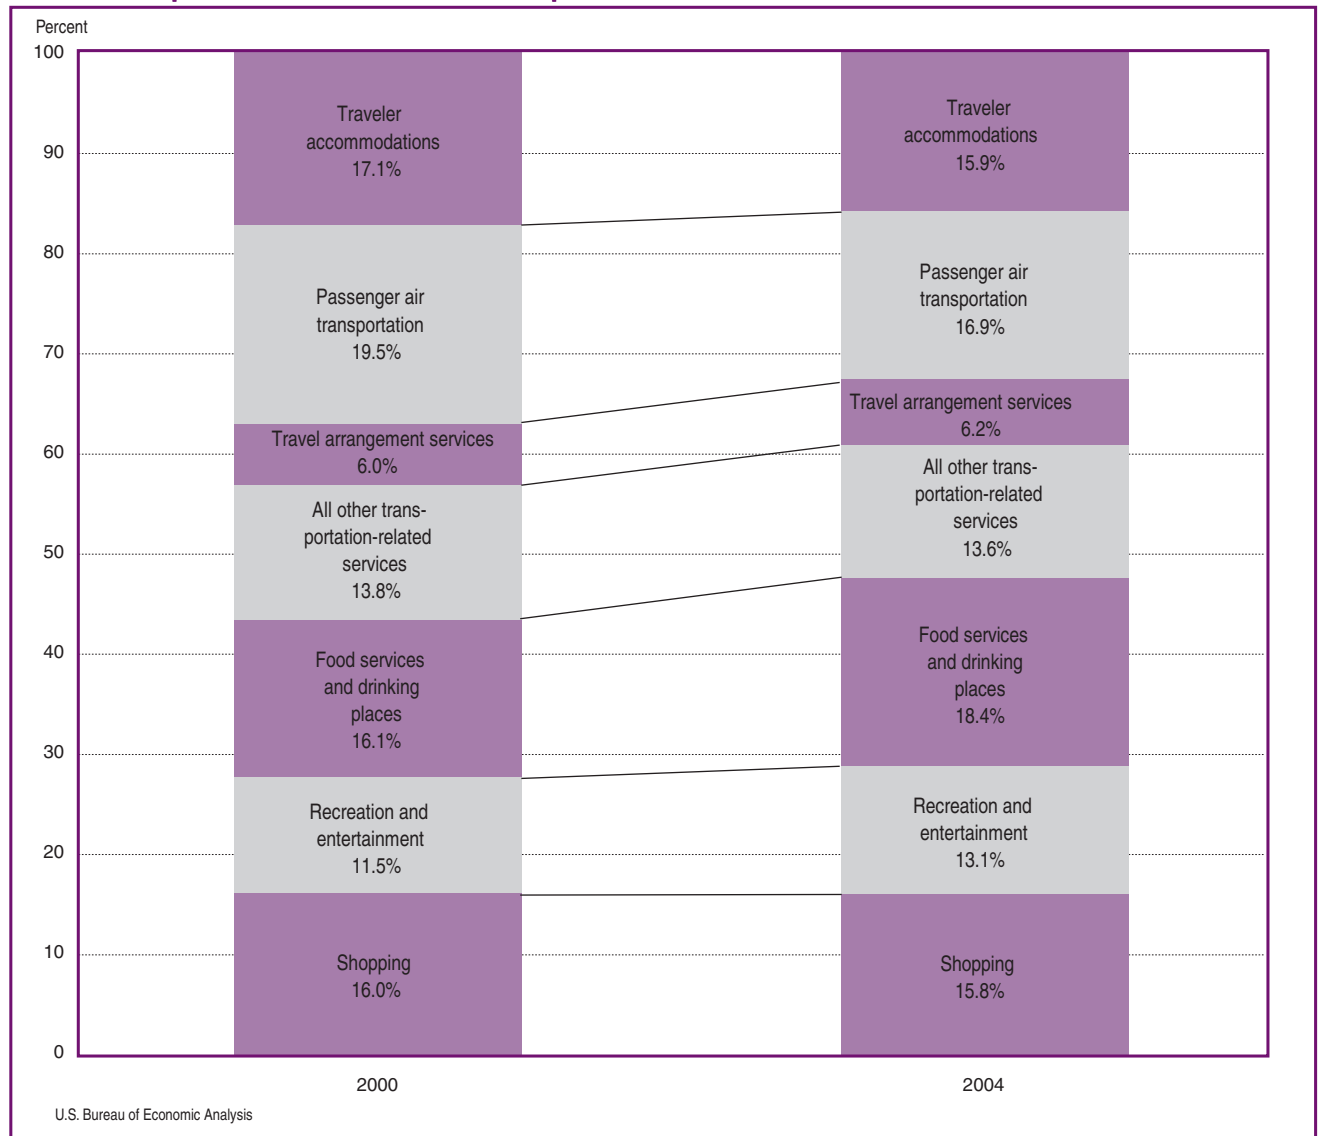 Percent
100
90
80
70
60
50
40
30
20
10
0
Traveler
accommodations
17.1%
Passenger air
transportation
19.5%
Travel arrangement services
6.0%
All other trans-
portation-related
services
13.8%
Food services
and drinking
places
16.1%
Recreation and
entertainment
11.5%
Shopping
16.0%
Traveler
accommodations
15.9%
Passenger air
transportation
16.9%
Travel arrangement services
6.2%
All other trans-
portation-related
services
13.6%
Food services
and drinking
places
18.4%
Recreation and
entertainment
13.1%
Shopping
15.8%
2000
2004
U.S. Bureau of Economic Analysis